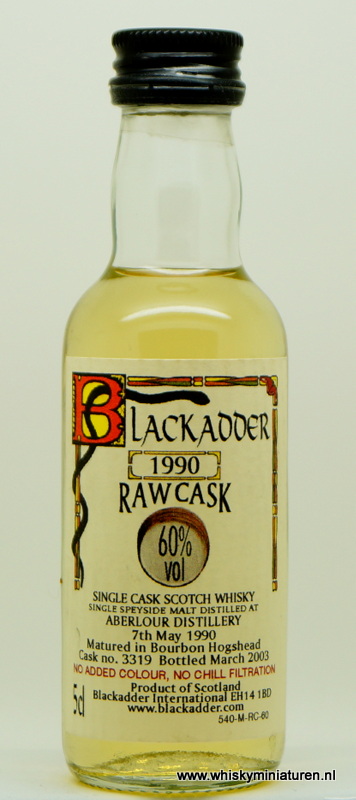 BLACKADDER
1990
RAW CASK
60%
vol
SINGLE CASK SCOTCH WHISKY
SINGLE SPEYSIDE MALT DISTILLED AT
ABERLOUR DISTILLERY
7th May 1990
Matured in Bourbon Hogshead
Cask no. 3319 Bottled March 2003
NO ADDED COLOUR, NO CHILL FILTRATION
Product of Scotland
5cl
Blackadder International EH14 1BD
www.blackadder.com
540-M-RC-60
www.whiskyminiaturen.nl